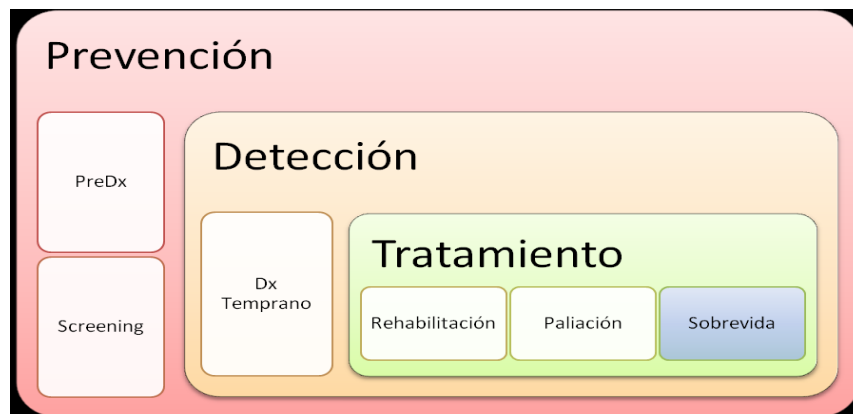 Prevención
PreDx
Screening
Detección
Dx
Temprano
Tratamiento
Rehabilitación
Paliación
Sobrevida